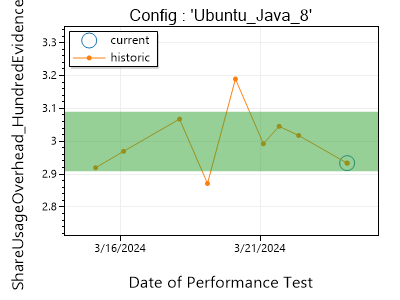 Config : 'Ubuntu_Java_8'
current
historic
ShareUsageOverhead_HundredEvidence
3.3
3.2
3.1
3
2.9
2.8
3/16/2024
3/21/2024
Date of Performance Test